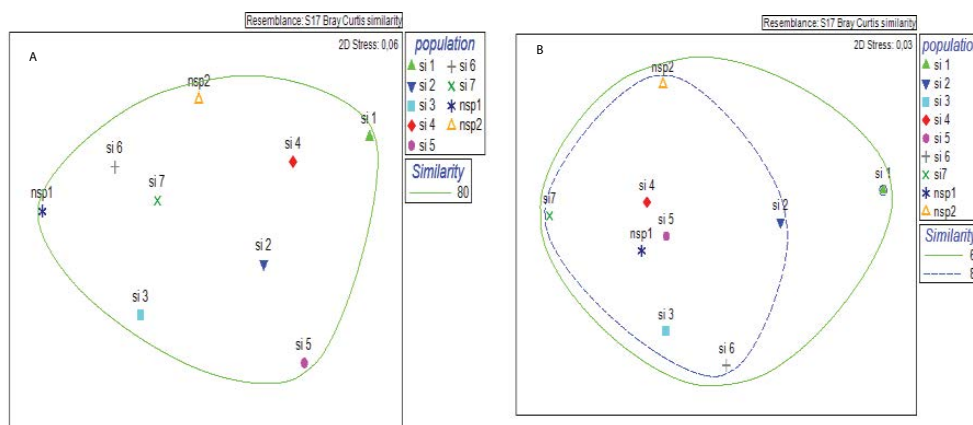 Resemblance: S17 Bray Curtis similarity
A
2D Stress: 0,06
nsp2
si 1
si 4
si 6
si 7
nsp1
si 2
si 3
si 5
population
si 1
si 2
si 3
si 4
si 5
si 6
si 7
nsp1
nsp2
Similarity
80
Resemblance: S17 Bray Curtis similarity
B
2D Stress: 0,03
nsp2
si 1
si 4
si7
si 2
si 5
nsp1
si 3
si 6
population
si 1
si 2
si 3
si 4
si 5
si 6
si7
nsp1
nsp2
Similarity